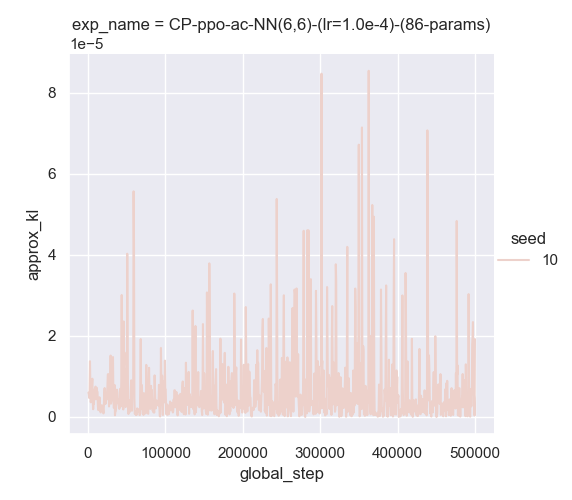 exp_name = CP-ppo-ac-NN(6,6)-(lr=1.0e-4)-(86-params)
1e−5
8
6
4
2
0
approx_kl
0
100000
200000
300000
400000
500000
global_step
seed
10